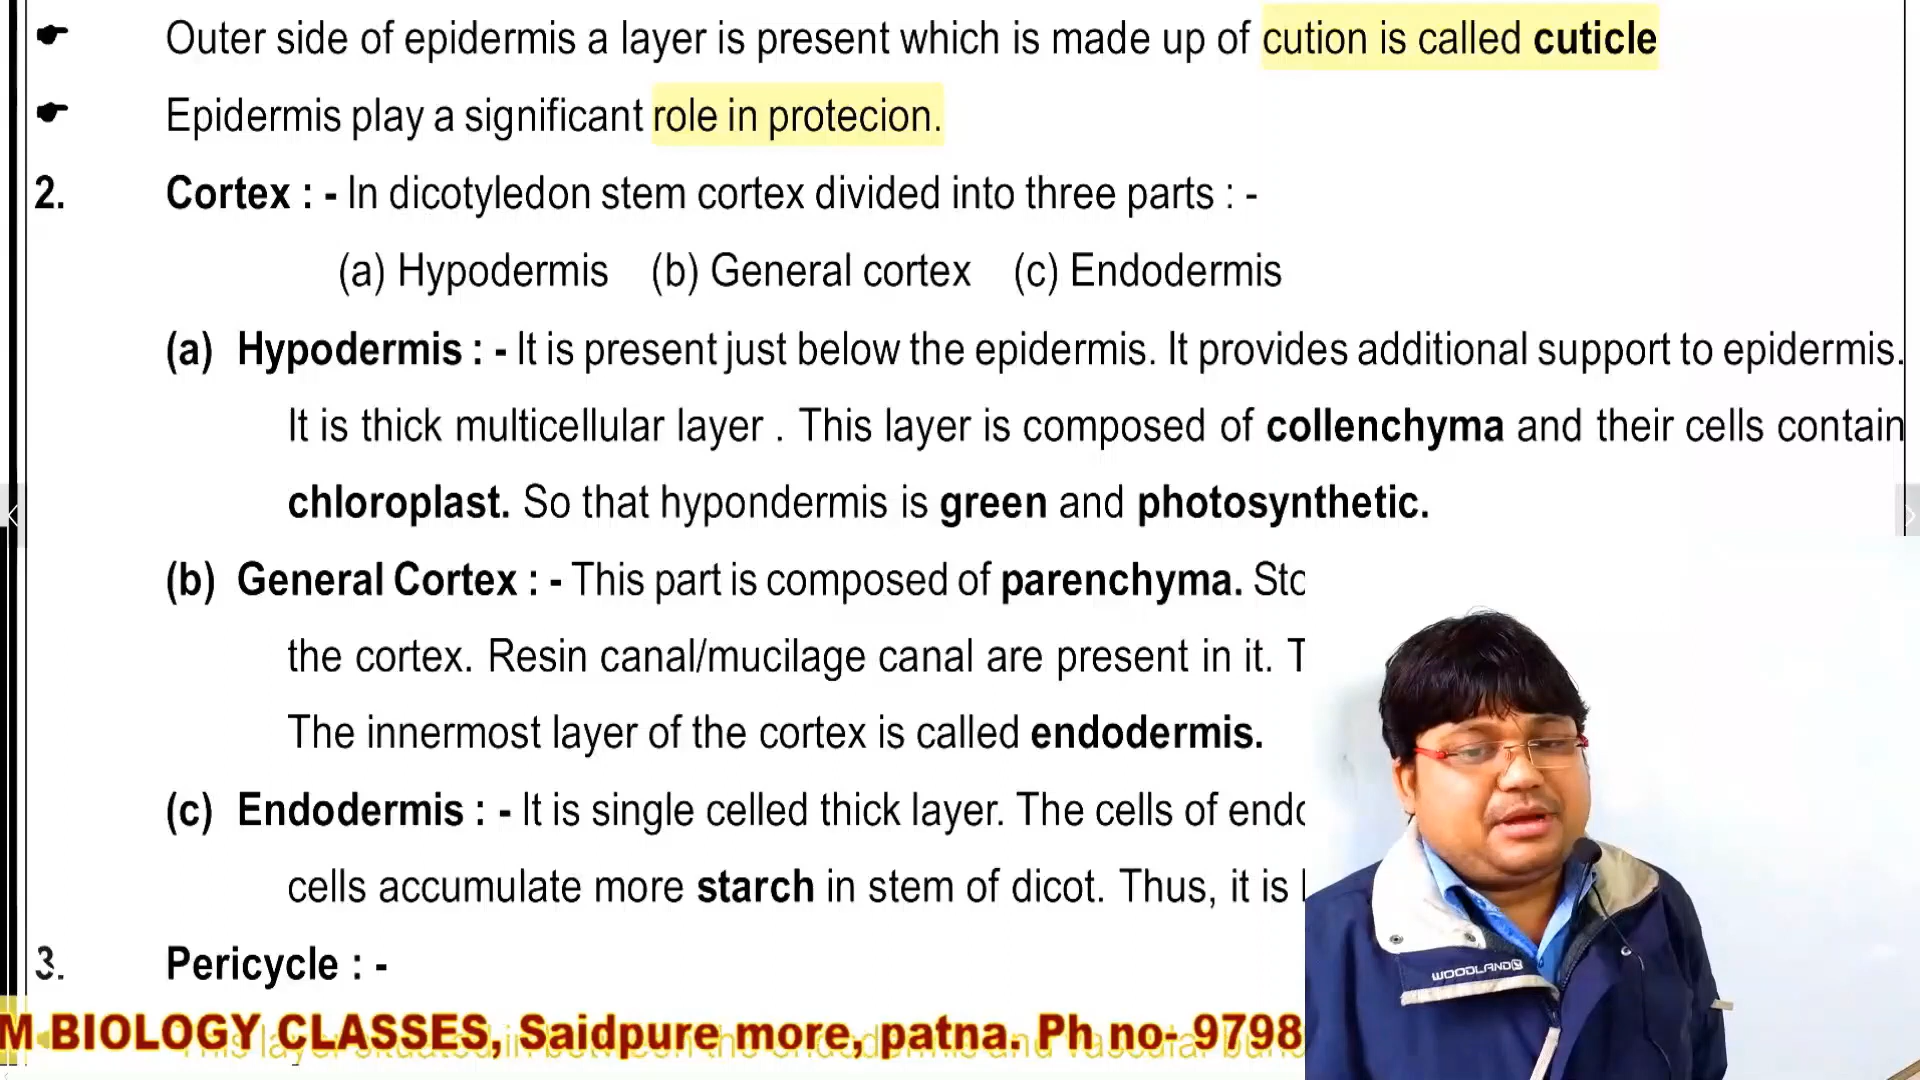 Outer side of epidermis a layer is present which is made up of cution is called cuticle
Epidermis play a significant role in protecion.
2. Cortex : - In dicotyledon stem cortex divided into three parts : -
(a) Hypodermis (b) General cortex (c) Endodermis
(a) Hypodermis : - It is present just below the epidermis. It provides additional support to epidermis.
It is thick multicellular layer . This layer is composed of collenchyma and their cells contain
chloroplast. So that hypondermis is green and photosynthetic.
(b) General Cortex : - This part is composed of parenchyma.
the cortex. Resin canal/mucilage canal are present in it.
The innermost layer of the cortex is called endodermis.
(c) Endodermis : - It is single celled thick layer. The cells of
cells accumulate more starch in stem of dicot. Thus, it is
3. Pericycle : -
M BIOLOGY CLASSES, Saidpure more, patna. Ph no- 9798
WOODLAND